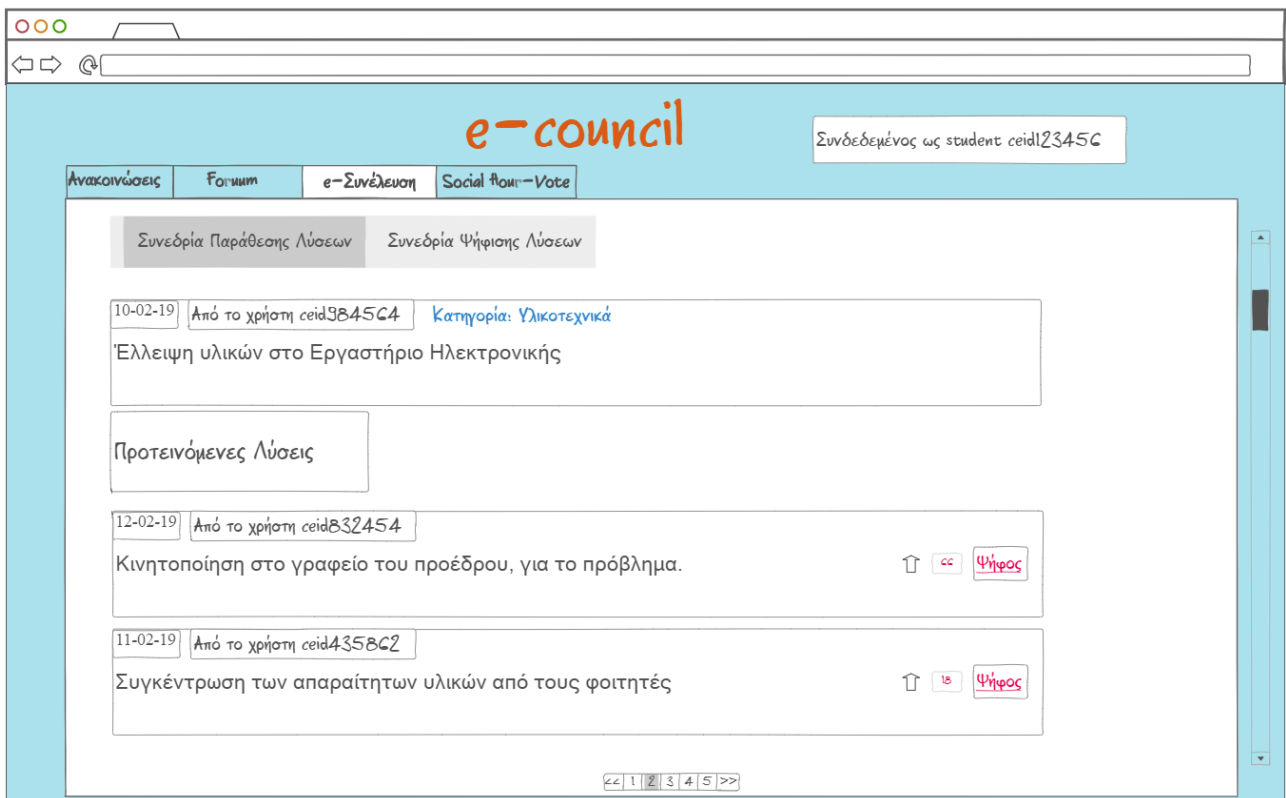 e-council
Συνδεδεμένος ως student ceid123456
Ανακοινώσεις Foruum e-Συνέλευση Social Hour-Vote
Συνεδρία Παράθεσης Λύσεων Συνεδρία Ψήφισης Λύσεων
10-02-19 Από το χρήστη ceid984564 Κατηγορία: Υλικοτεχνικά
Έλλειψη υλικών στο Εργαστήριο Ηλεκτρονικής
Προτεινόμενες Λύσεις
12-02-19 Από το χρήστη ceid832454
Κινητοποίηση στο γραφείο του προέδρου, για το πρόβλημα. 66 Ψήφος
11-02-19 Από το χρήστη ceid435862
Συγκέντρωση των απαραίτητων υλικών από τους φοιτητές 18 Ψήφος
<< 1 2 3 4 5 >>